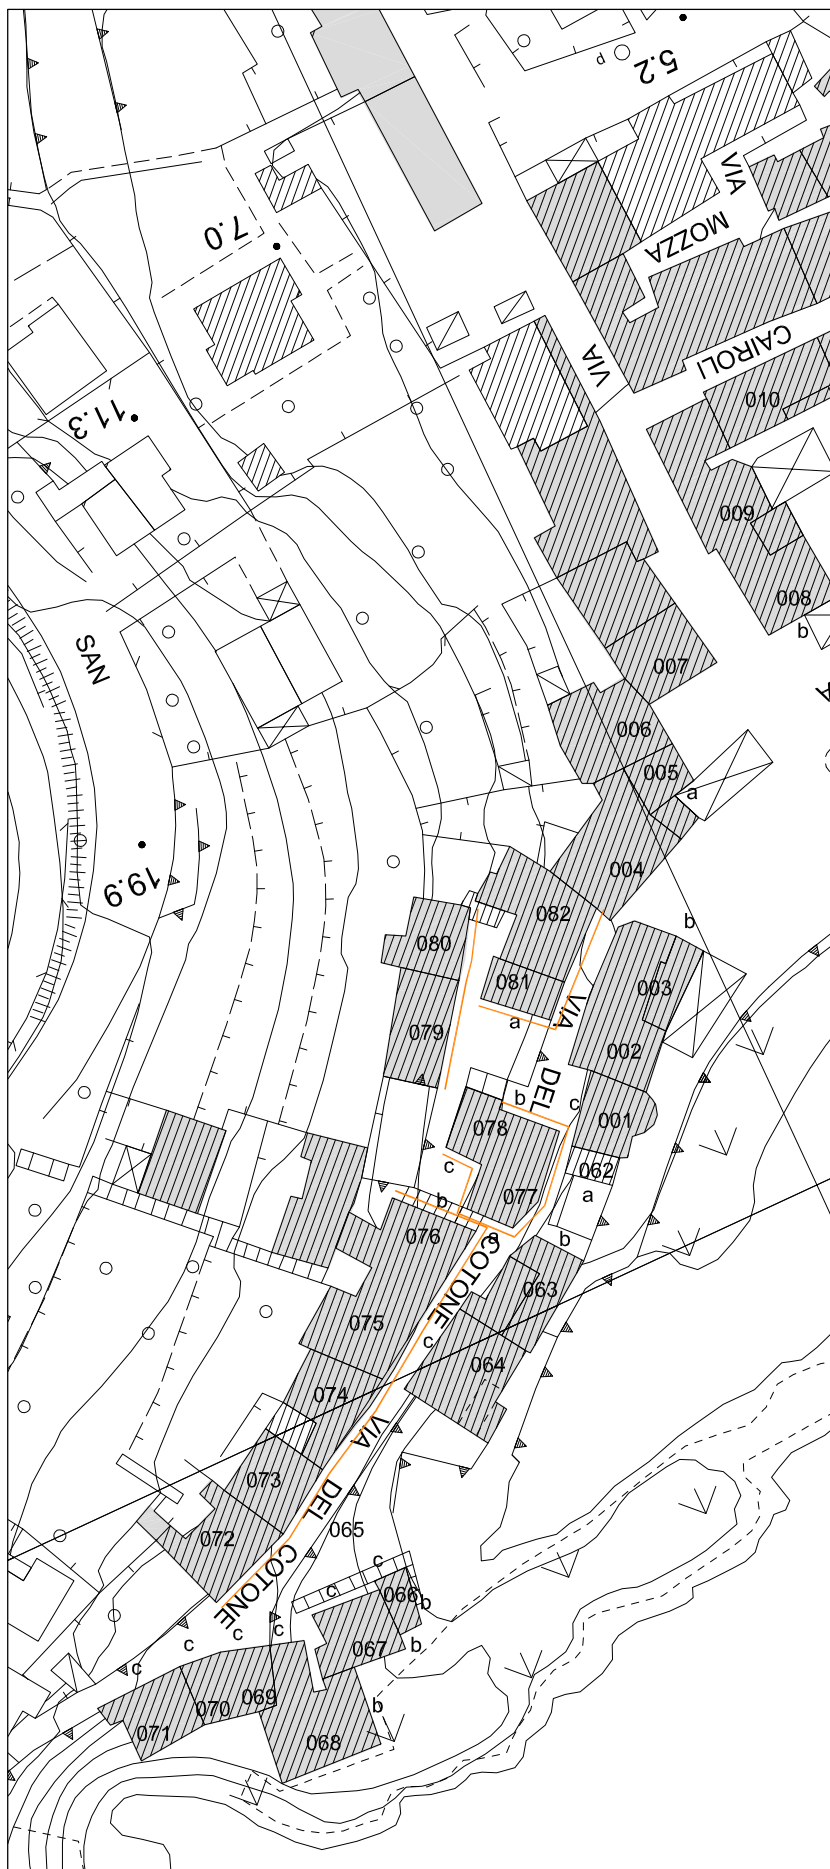 5.2
P
VIA
MOZZA
7.0
VIA
CAIROLI
010
11.3
009
008
b
SAN
007
A
006
005
a
004
19.9
082
b
080
081
003
VIA
a
079
002
DEL
b
c
078
001
c
062
077
a
b
076
a
b
COTONE
063
075
c
064
074
VIA
073
DEL
065
072
COTONE
c
c
066
b
c
c
c
067
b
c
069
070
b
071
068